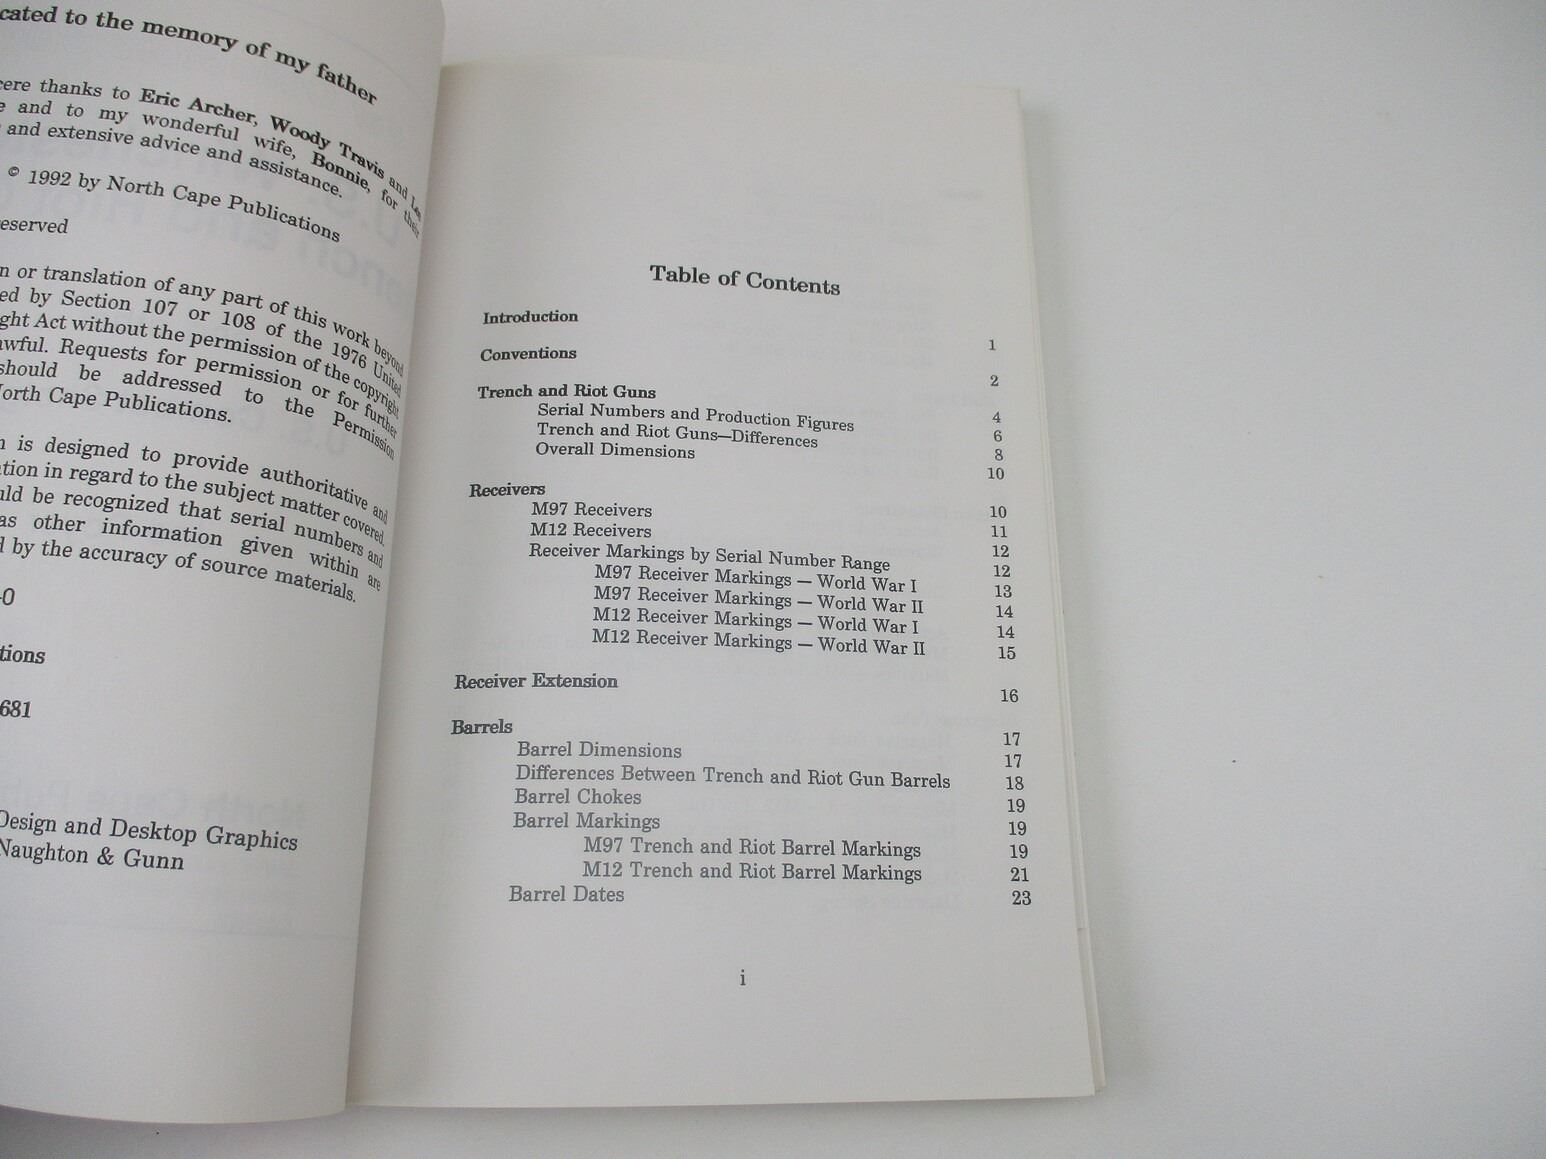 cated to the memory of my father
cere thanks to Eric Archer, Woody Travis and Les
e and to my wonderful wife, Bonnie, for their
and extensive advice and assistance.
© 1992 by North Cape Publications
eserved
n or translation of any part of this work beyond
ed by Section 107 or 108 of the 1976 United
ght Act without the permission of the copyright
awful. Requests for permission or for further
should be addressed to the Permission
North Cape Publications.
n is designed to provide authoritative and
ation in regard to the subject matter covered.
uld be recognized that serial numbers and
as other information given within are
d by the accuracy of source materials.
-0
tions
681
Design and Desktop Graphics
Naughton & Gunn
Table of Contents
Introduction 1
Conventions 2
Trench and Riot Guns 4
Serial Numbers and Production Figures 6
Trench and Riot Guns—Differences 8
Overall Dimensions 10
Receivers 10
M97 Receivers 11
M12 Receivers 12
Receiver Markings by Serial Number Range 12
M97 Receiver Markings — World War I 13
M97 Receiver Markings — World War II 14
M12 Receiver Markings — World War I 14
M12 Receiver Markings — World War II 15
Receiver Extension 16
Barrels 17
Barrel Dimensions 17
Differences Between Trench and Riot Gun Barrels 18
Barrel Chokes 19
Barrel Markings 19
M97 Trench and Riot Barrel Markings 19
M12 Trench and Riot Barrel Markings 21
Barrel Dates 23
i